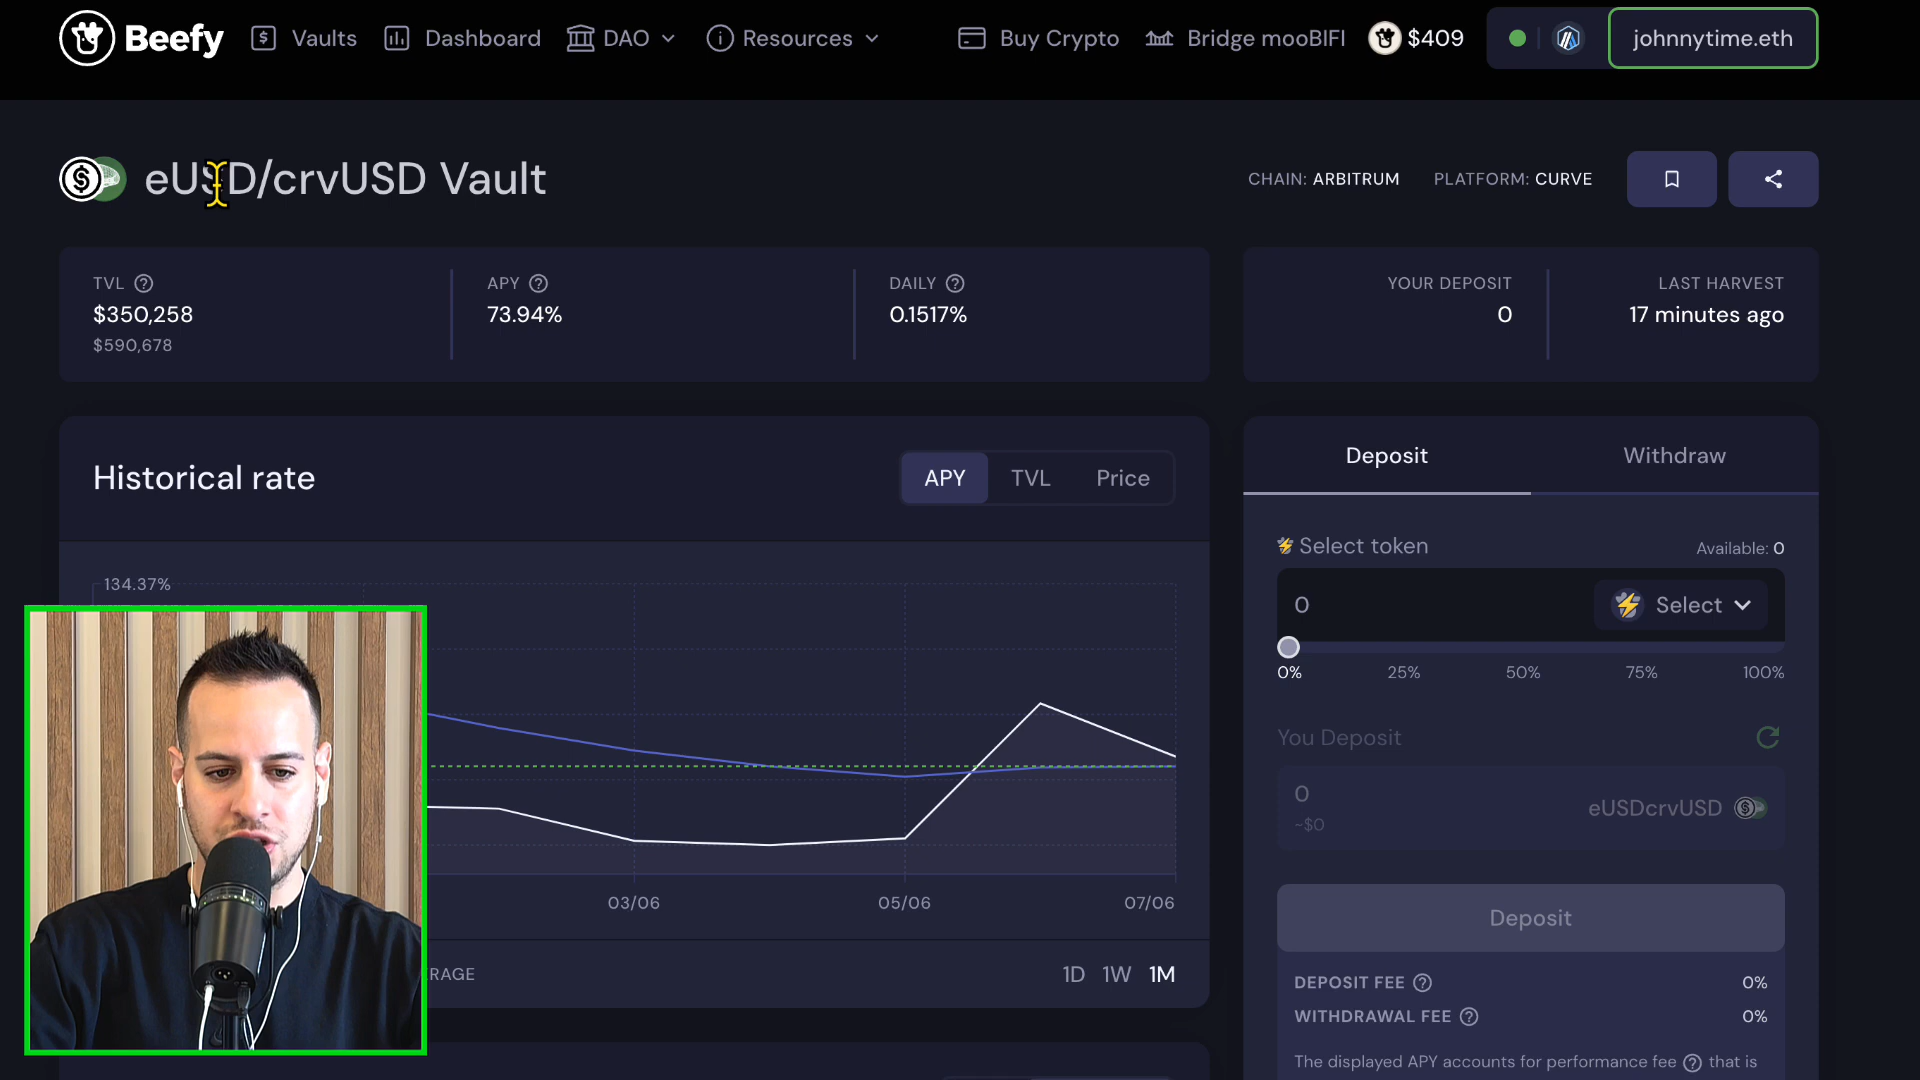 Beefy Vaults Dashboard DAO Resources Buy Crypto Bridge mooBIFI $409 johnnytime.eth
eUSD/crvUSD Vault
CHAIN: ARBITRUM PLATFORM: CURVE
TVL APY DAILY
$350,258 73.94% 0.1517%
$590,678
YOUR DEPOSIT LAST HARVEST
0 17 minutes ago
Historical rate APY TVL Price
134.37%
03/06 05/06 07/06
RAGE 1D 1W 1M
Deposit Withdraw
Select token Available: 0
0 Select
0% 25% 50% 75% 100%
You Deposit
0 eUSDcrvUSD
~$0
Deposit
DEPOSIT FEE 0%
WITHDRAWAL FEE 0%
The displayed APY accounts for performance fee that is